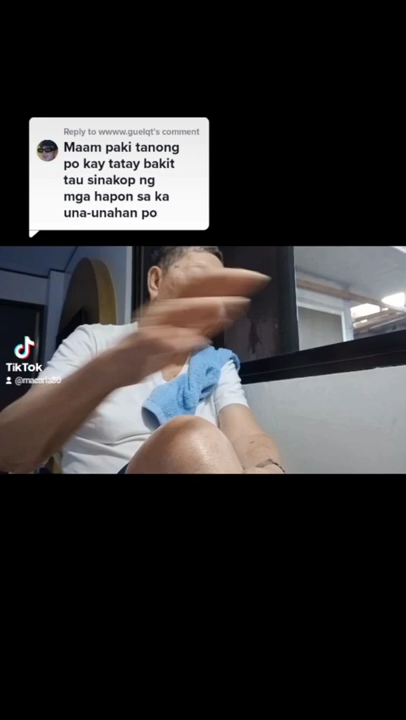 Reply to wwww.guelqt's comment
Maam paki tanong
po kay tatay bakit
tau sinakop ng
mga hapon sa ka
una-unahan po
TikTok